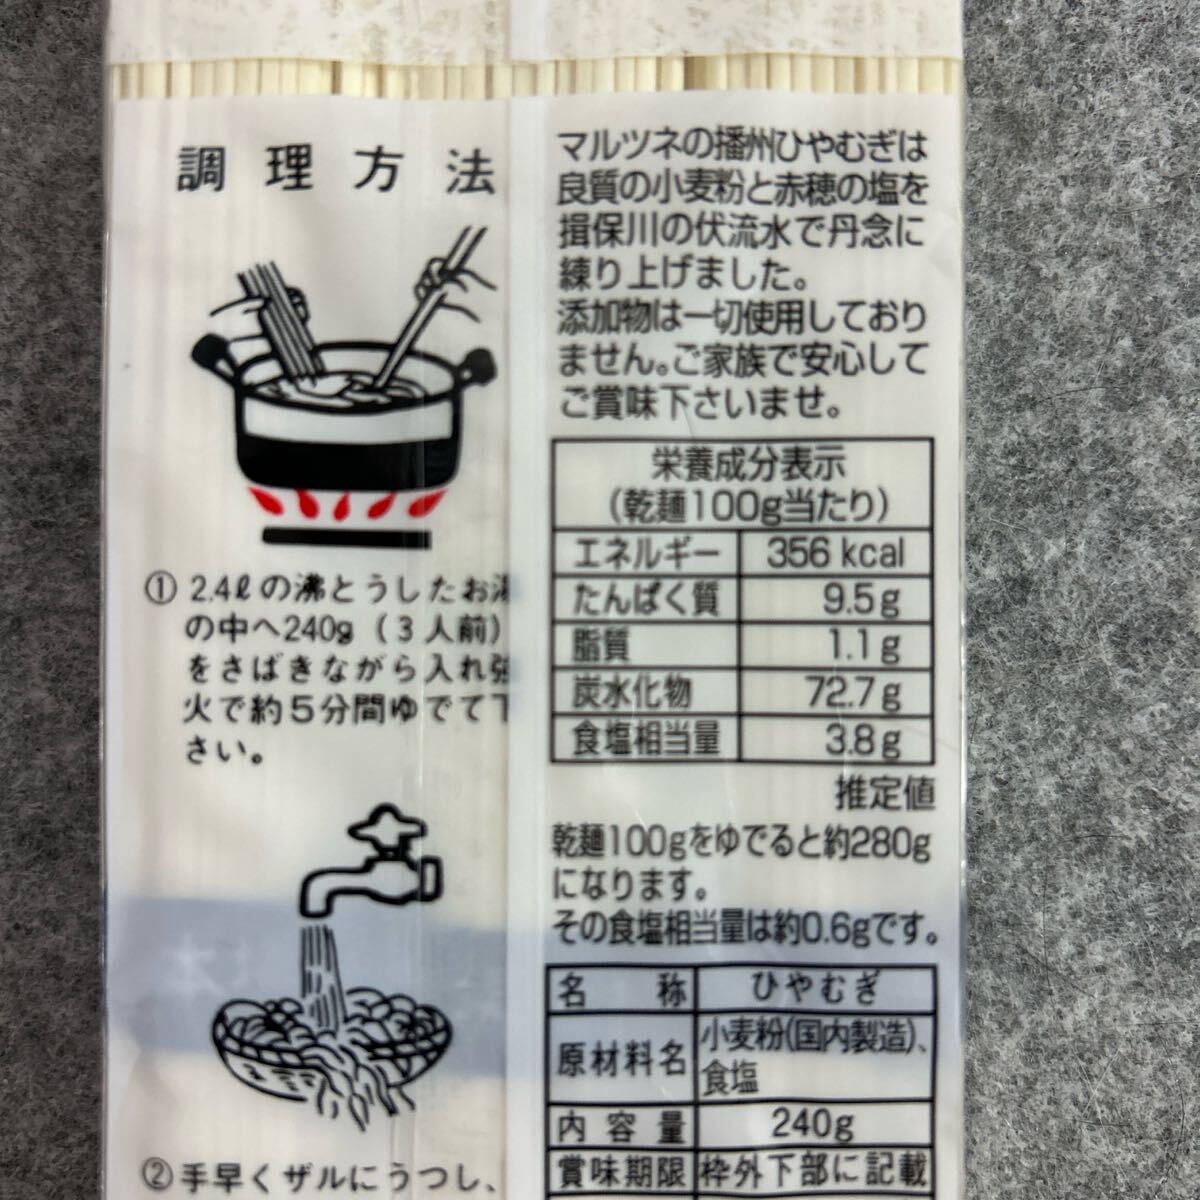 調理方法
① 2.4ℓの沸とうしたお湯
の中へ240g(3人前)
をさばきながら入れ強
火で約5分間ゆでて下
さい。
② 手早くザルにうつし、
マルツネの播州ひやむぎは
良質の小麦粉と赤穂の塩を
揖保川の伏流水で丹念に
練り上げました。
添加物は一切使用しており
ません。ご家族で安心して
ご賞味下さいませ。
栄養成分表示
(乾麺100g当たり)
エネルギー 356 kcal
たんぱく質 9.5g
脂質 1.1g
炭水化物 72.7g
食塩相当量 3.8g
推定値
乾麺100gをゆでると約280g
になります。
その食塩相当量は約0.6gです。
名称 ひやむぎ
原材料名 小麦粉(国内製造)、
食塩
内容量 240g
賞味期限 枠外下部に記載